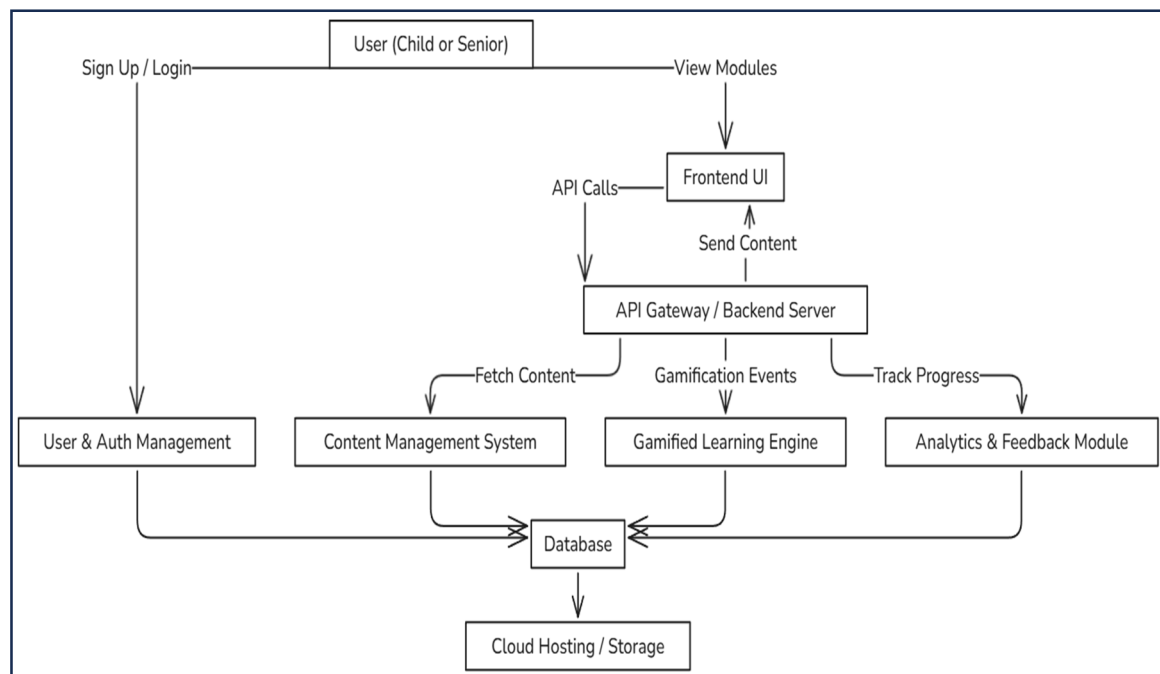 User (Child or Senior)
Sign Up / Login
View Modules
Frontend UI
API Calls
Send Content
API Gateway / Backend Server
Fetch Content
Gamification Events
Track Progress
User & Auth Management
Content Management System
Gamified Learning Engine
Analytics & Feedback Module
Database
Cloud Hosting / Storage